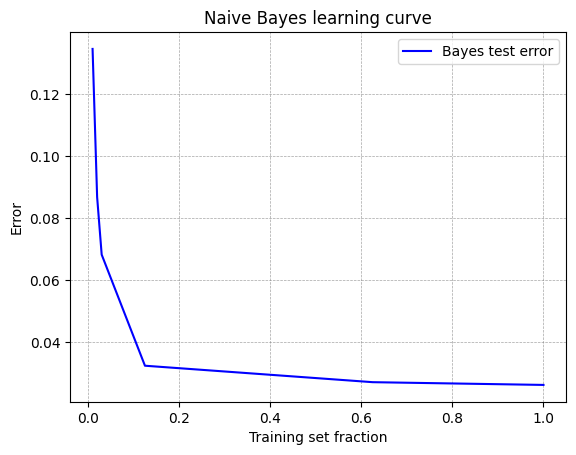 Naive Bayes learning curve
Bayes test error
0.12
0.10
0.08
0.06
0.04
Error
0.0 0.2 0.4 0.6 0.8 1.0
Training set fraction